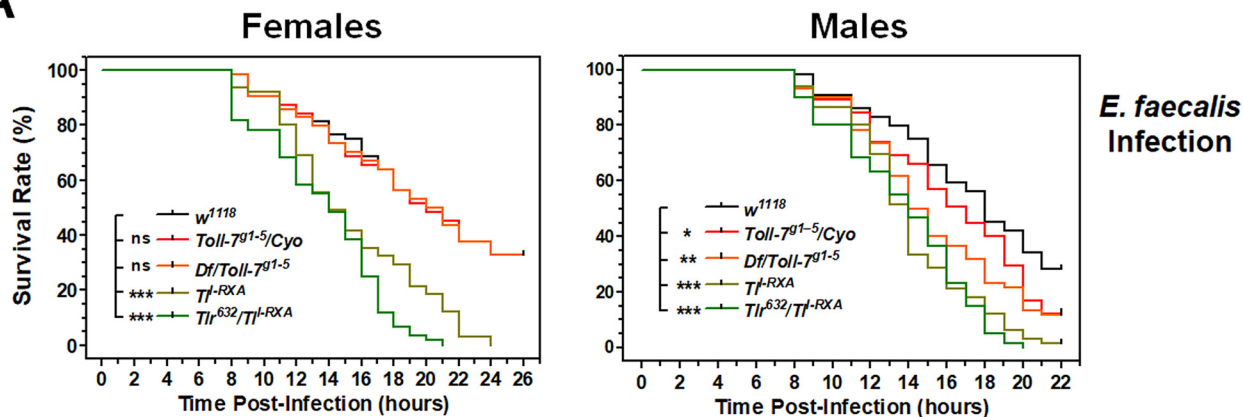 A
Females
Males
Survival Rate (%)
100
80
60
40
20
0
w1118
ns Toll-7g1-5/Cyo
ns Df/Toll-7g1-5
*** TlI-RXA
*** Tlr632/TlI-RXA
0 2 4 6 8 10 12 14 16 18 20 22 24 26
Time Post-Infection (hours)
100
80
60
40
20
0
w1118
* Toll-7g1–5/Cyo
** Df/Toll-7g1-5
*** TlI-RXA
*** Tlr632/TlI-RXA
0 2 4 6 8 10 12 14 16 18 20 22
Time Post-Infection (hours)
E. faecalis
Infection